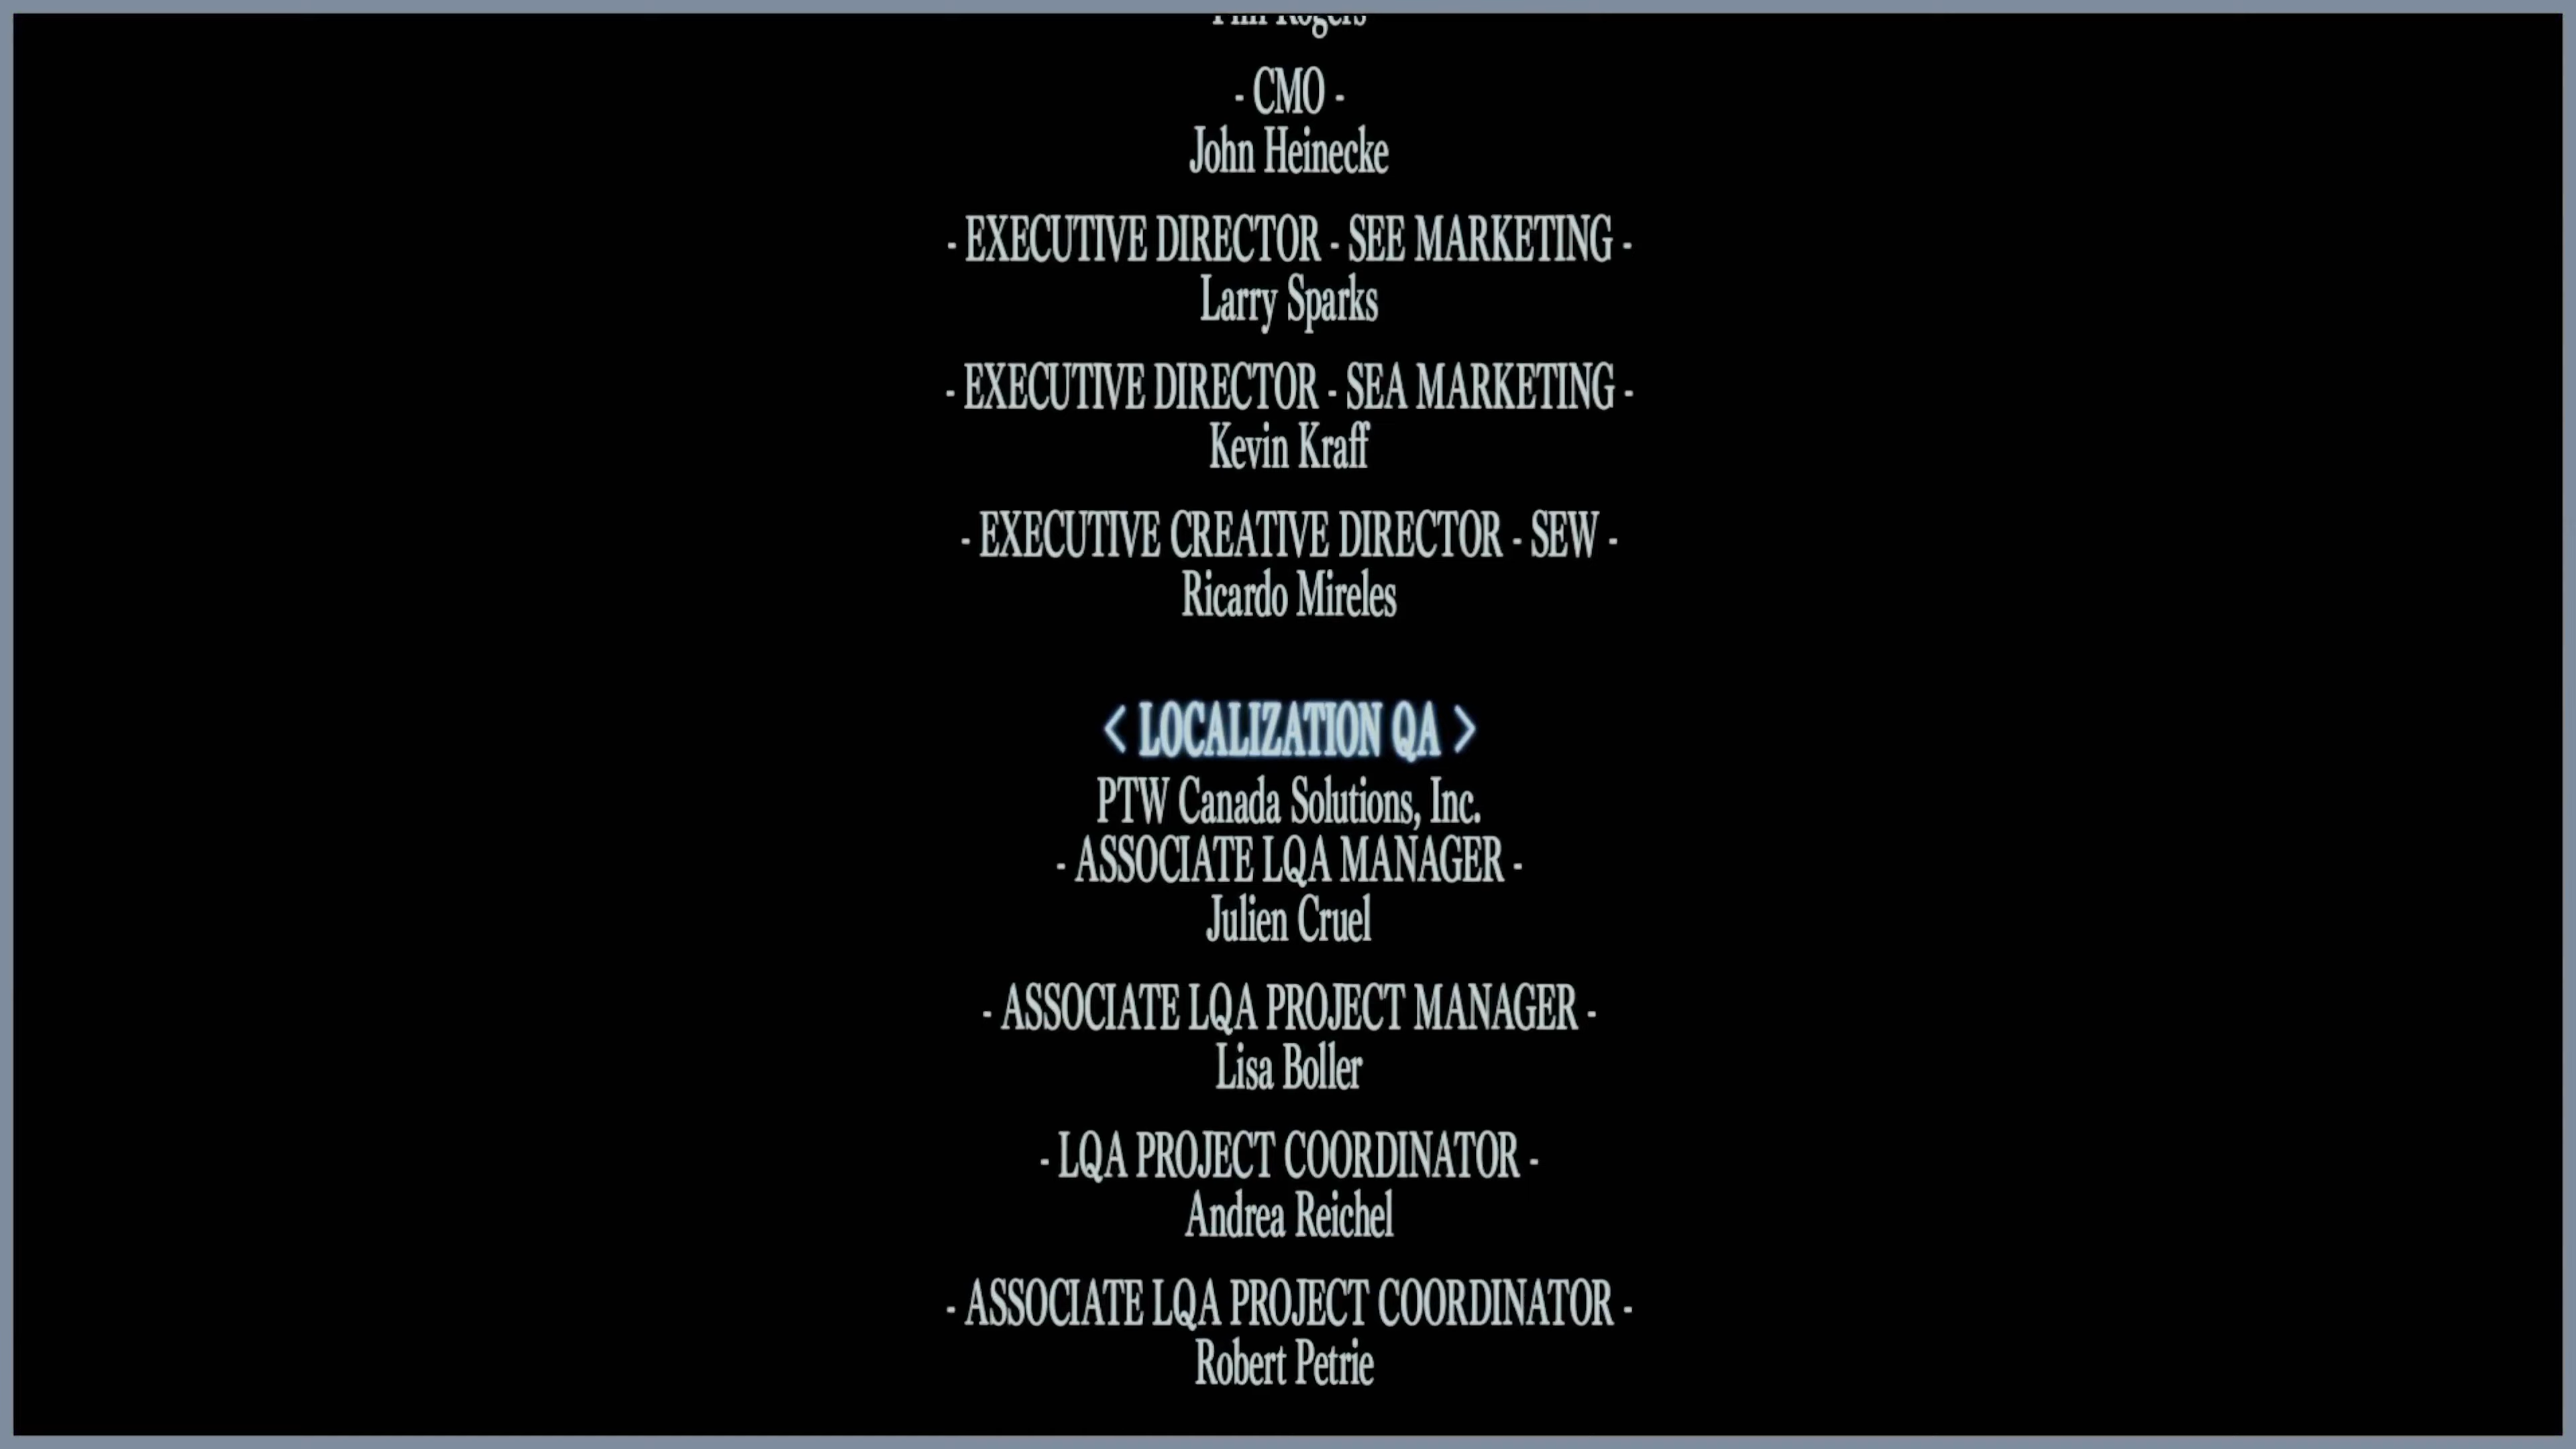 Rogers
- CMO -
John Heinecke
- EXECUTIVE DIRECTOR - SEE MARKETING -
Larry Sparks
- EXECUTIVE DIRECTOR - SEA MARKETING -
Kevin Kraff
- EXECUTIVE CREATIVE DIRECTOR - SEW -
Ricardo Mireles
< LOCALIZATION QA >
PTW Canada Solutions, Inc.
- ASSOCIATE LQA MANAGER -
Julien Cruel
- ASSOCIATE LQA PROJECT MANAGER -
Lisa Boller
- LQA PROJECT COORDINATOR -
Andrea Reichel
- ASSOCIATE LQA PROJECT COORDINATOR -
Robert Petrie